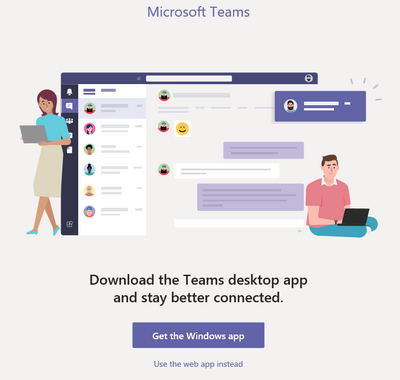 Microsoft Teams
Download the Teams desktop app
and stay better connected.
Get the Windows app
Use the web app instead